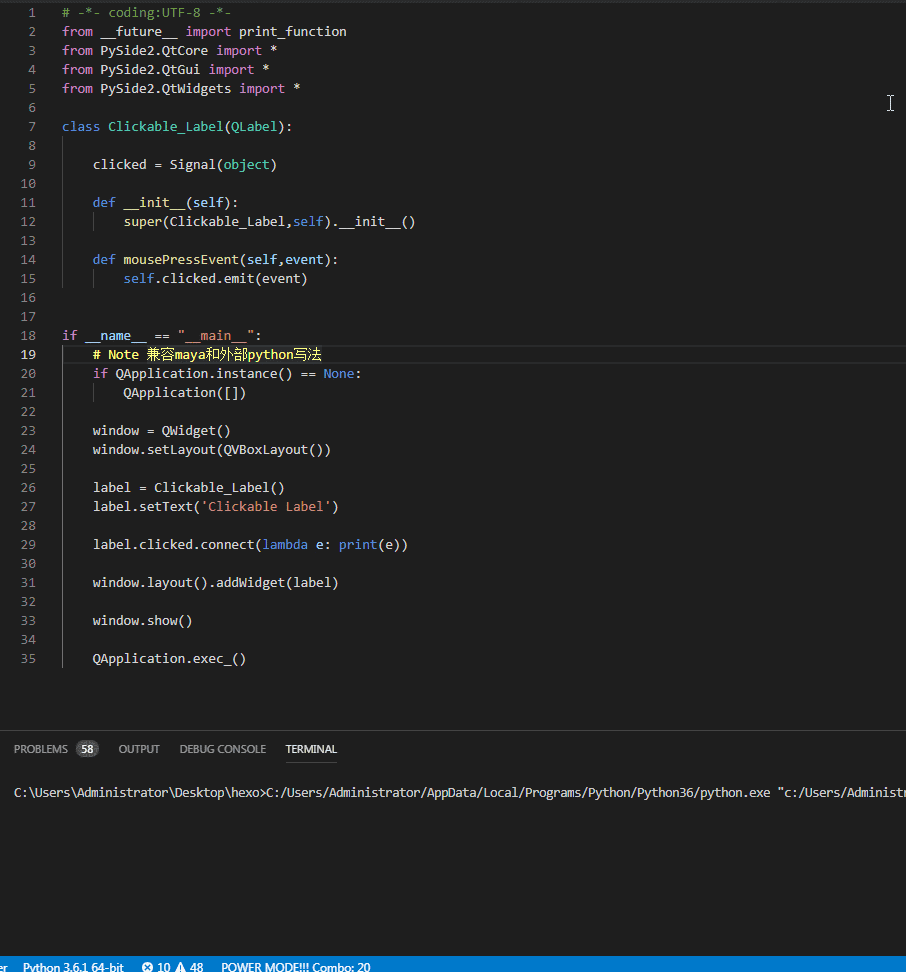 1 # -*- coding:UTF-8 -*-
2 from __future__ import print_function
3 from PySide2.QtCore import *
4 from PySide2.QtGui import *
5 from PySide2.QtWidgets import *
6
7 class Clickable_Label(QLabel):
8
9 clicked = Signal(object)
10
11 def __init__(self):
12 super(Clickable_Label,self).__init__()
13
14 def mousePressEvent(self,event):
15 self.clicked.emit(event)
16
17
18 if __name__ == "__main__":
19 # Note 兼容maya和外部python写法
20 if QApplication.instance() == None:
21 QApplication([])
22
23 window = QWidget()
24 window.setLayout(QVBoxLayout())
25
26 label = Clickable_Label()
27 label.setText('Clickable Label')
28
29 label.clicked.connect(lambda e: print(e))
30
31 window.layout().addWidget(label)
32
33 window.show()
34
35 QApplication.exec_()
PROBLEMS 58 OUTPUT DEBUG CONSOLE TERMINAL
C:\Users\Administrator\Desktop\hexo>C:/Users/Administrator/AppData/Local/Programs/Python/Python36/python.exe "c:/Users/Administr
er Python 3.6.1 64-bit 10 48 POWER MODE!!! Combo: 20